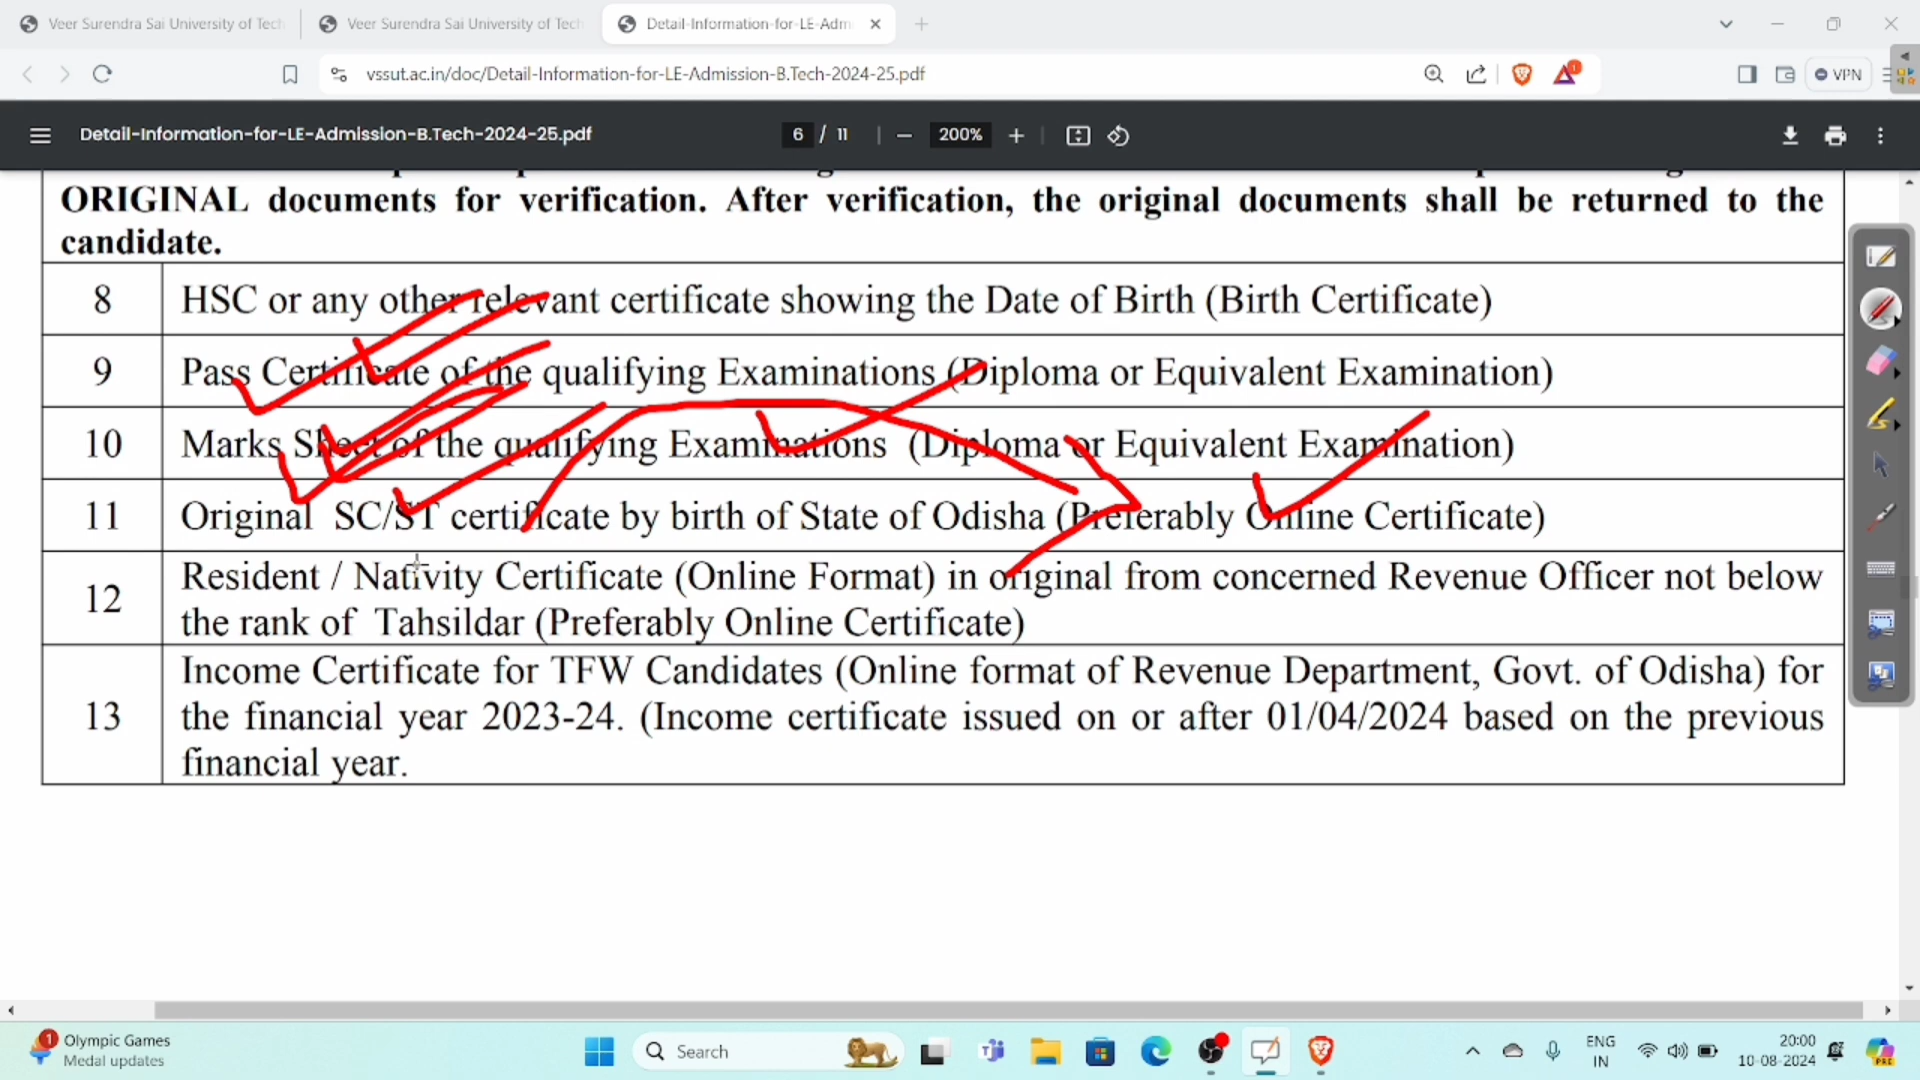 Veer Surendra Sai University of Tech
Veer Surendra Sai University of Tech
Detail-Information-for-LE-Adm
vssut.ac.in/doc/Detail-Information-for-LE-Admission-B.Tech-2024-25.pdf
1
VPN
Detail-Information-for-LE-Admission-B.Tech-2024-25.pdf
6 / 11
200%
ORIGINAL documents for verification. After verification, the original documents shall be returned to the
candidate.
8 HSC or any other relevant certificate showing the Date of Birth (Birth Certificate)
9 Pass Certificate of the qualifying Examinations (Diploma or Equivalent Examination)
10 Marks Sheet of the qualifying Examinations (Diploma or Equivalent Examination)
11 Original SC/ST certificate by birth of State of Odisha (Preferably Online Certificate)
12 Resident / Nativity Certificate (Online Format) in original from concerned Revenue Officer not below
the rank of Tahsildar (Preferably Online Certificate)
13 Income Certificate for TFW Candidates (Online format of Revenue Department, Govt. of Odisha) for
the financial year 2023-24. (Income certificate issued on or after 01/04/2024 based on the previous
financial year.
1
Olympic Games
Medal updates
Search
ENG
IN
20:00
10-08-2024
PRE